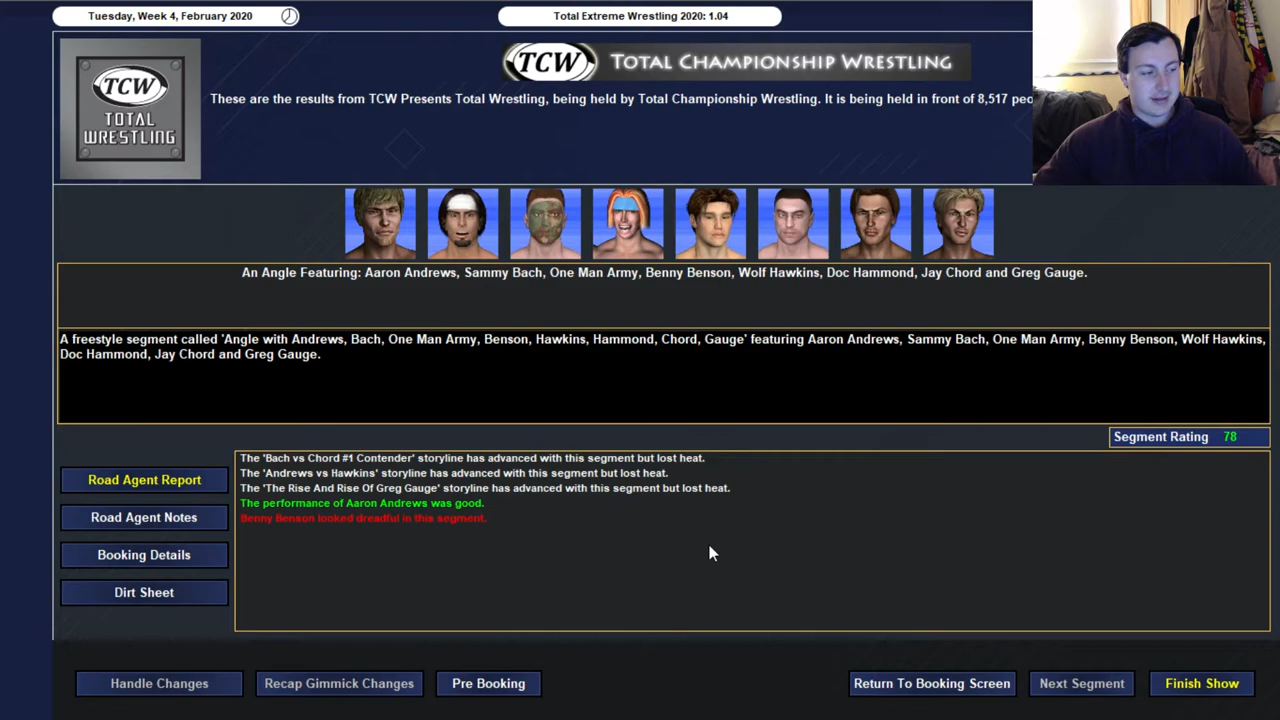 Tuesday, Week 4, February 2020
Total Extreme Wrestling 2020: 1.04
TCW
TOTAL
WRESTLING
TCW TOTAL CHAMPIONSHIP WRESTLING
These are the results from TCW Presents Total Wrestling, being held by Total Championship Wrestling. It is being held in front of 8,517
An Angle Featuring: Aaron Andrews, Sammy Bach, One Man Army, Benny Benson, Wolf Hawkins, Doc Hammond, Jay Chord and Greg Gauge.
A freestyle segment called 'Angle with Andrews, Bach, One Man Army, Benson, Hawkins, Hammond, Chord, Gauge' featuring Aaron Andrews, Sammy Bach, One Man Army, Benny Benson, Wolf Hawkins,
Doc Hammond, Jay Chord and Greg Gauge.
Segment Rating 78
The 'Bach vs Chord #1 Contender' storyline has advanced with this segment but lost heat.
The 'Andrews vs Hawkins' storyline has advanced with this segment but lost heat.
The 'The Rise And Rise Of Greg Gauge' storyline has advanced with this segment but lost heat.
The performance of Aaron Andrews was good.
Benny Benson looked dreadful in this segment.
Road Agent Report
Road Agent Notes
Booking Details
Dirt Sheet
Handle Changes
Recap Gimmick Changes
Pre Booking
Return To Booking Screen
Next Segment
Finish Show